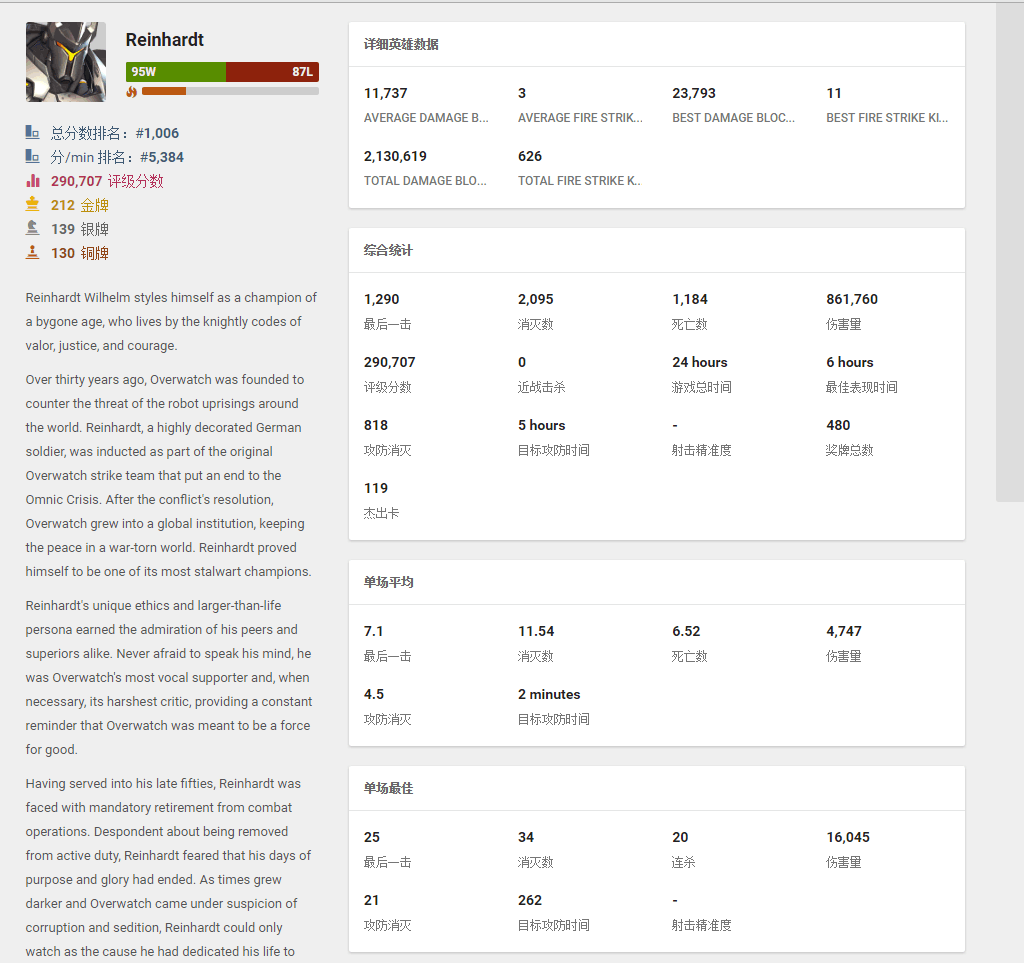 Reinhardt
95W 87L
总分数排名：#1,006
分/min 排名：#5,384
290,707 评级分数
212 金牌
139 银牌
130 铜牌
Reinhardt Wilhelm styles himself as a champion of
a bygone age, who lives by the knightly codes of
valor, justice, and courage.
Over thirty years ago, Overwatch was founded to
counter the threat of the robot uprisings around
the world. Reinhardt, a highly decorated German
soldier, was inducted as part of the original
Overwatch strike team that put an end to the
Omnic Crisis. After the conflict's resolution,
Overwatch grew into a global institution, keeping
the peace in a war-torn world. Reinhardt proved
himself to be one of its most stalwart champions.
Reinhardt's unique ethics and larger-than-life
persona earned the admiration of his peers and
superiors alike. Never afraid to speak his mind, he
was Overwatch's most vocal supporter and, when
necessary, its harshest critic, providing a constant
reminder that Overwatch was meant to be a force
for good.
Having served into his late fifties, Reinhardt was
faced with mandatory retirement from combat
operations. Despondent about being removed
from active duty, Reinhardt feared that his days of
purpose and glory had ended. As times grew
darker and Overwatch came under suspicion of
corruption and sedition, Reinhardt could only
watch as the cause he had dedicated his life to
详细英雄数据
11,737 3 23,793 11
AVERAGE DAMAGE B... AVERAGE FIRE STRIK... BEST DAMAGE BLOC... BEST FIRE STRIKE KI...
2,130,619 626
TOTAL DAMAGE BLO... TOTAL FIRE STRIKE K..
综合统计
1,290 2,095 1,184 861,760
最后一击 消灭数 死亡数 伤害量
290,707 0 24 hours 6 hours
评级分数 近战击杀 游戏总时间 最佳表现时间
818 5 hours - 480
攻防消灭 目标攻防时间 射击精准度 奖牌总数
119
杰出卡
单场平均
7.1 11.54 6.52 4,747
最后一击 消灭数 死亡数 伤害量
4.5 2 minutes
攻防消灭 目标攻防时间
单场最佳
25 34 20 16,045
最后一击 消灭数 连杀 伤害量
21 262 -
攻防消灭 目标攻防时间 射击精准度